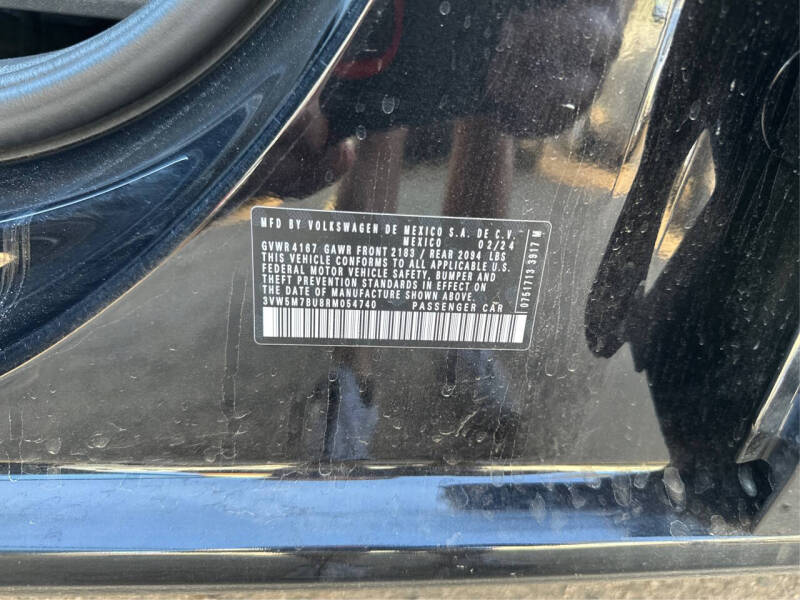 MFD BY VOLKSWAGEN DE MEXICO S.A. DE C.V.
MEXICO 02/24
GVWR 4167 GAWR FRONT 2183 / REAR 2094 LBS
THIS VEHICLE CONFORMS TO ALL APPLICABLE U.S.
FEDERAL MOTOR VEHICLE SAFETY, BUMPER AND
THEFT PREVENTION STANDARDS IN EFFECT ON
THE DATE OF MANUFACTURE SHOWN ABOVE.
3VW5M7BU8RM054740 PASSENGER CAR
0751713 3917 M